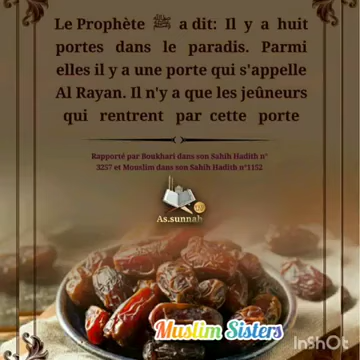 Le Prophète ﷺ a dit: Il y a huit
portes dans le paradis. Parmi
elles il y a une porte qui s'appelle
Al Rayan. Il n'y a que les jeûneurs
qui rentrent par cette porte
Rapporté par Boukhari dans son Sahih Hadith n°
3257 et Mouslim dans son Sahih Hadith n°1152
As.sunnah
Muslim Sisters
InShOt